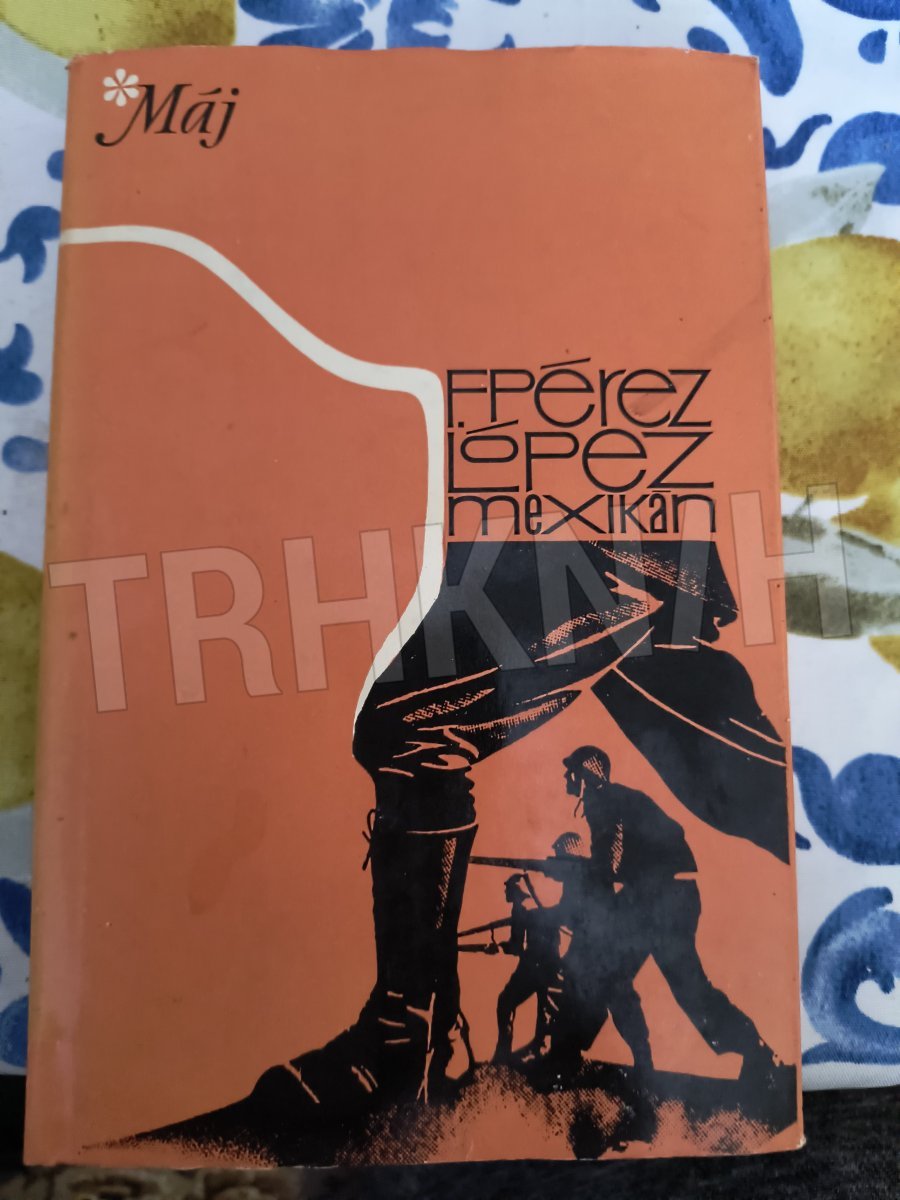 Máj
F. Pérez
López
mexikán
TRHKNIH